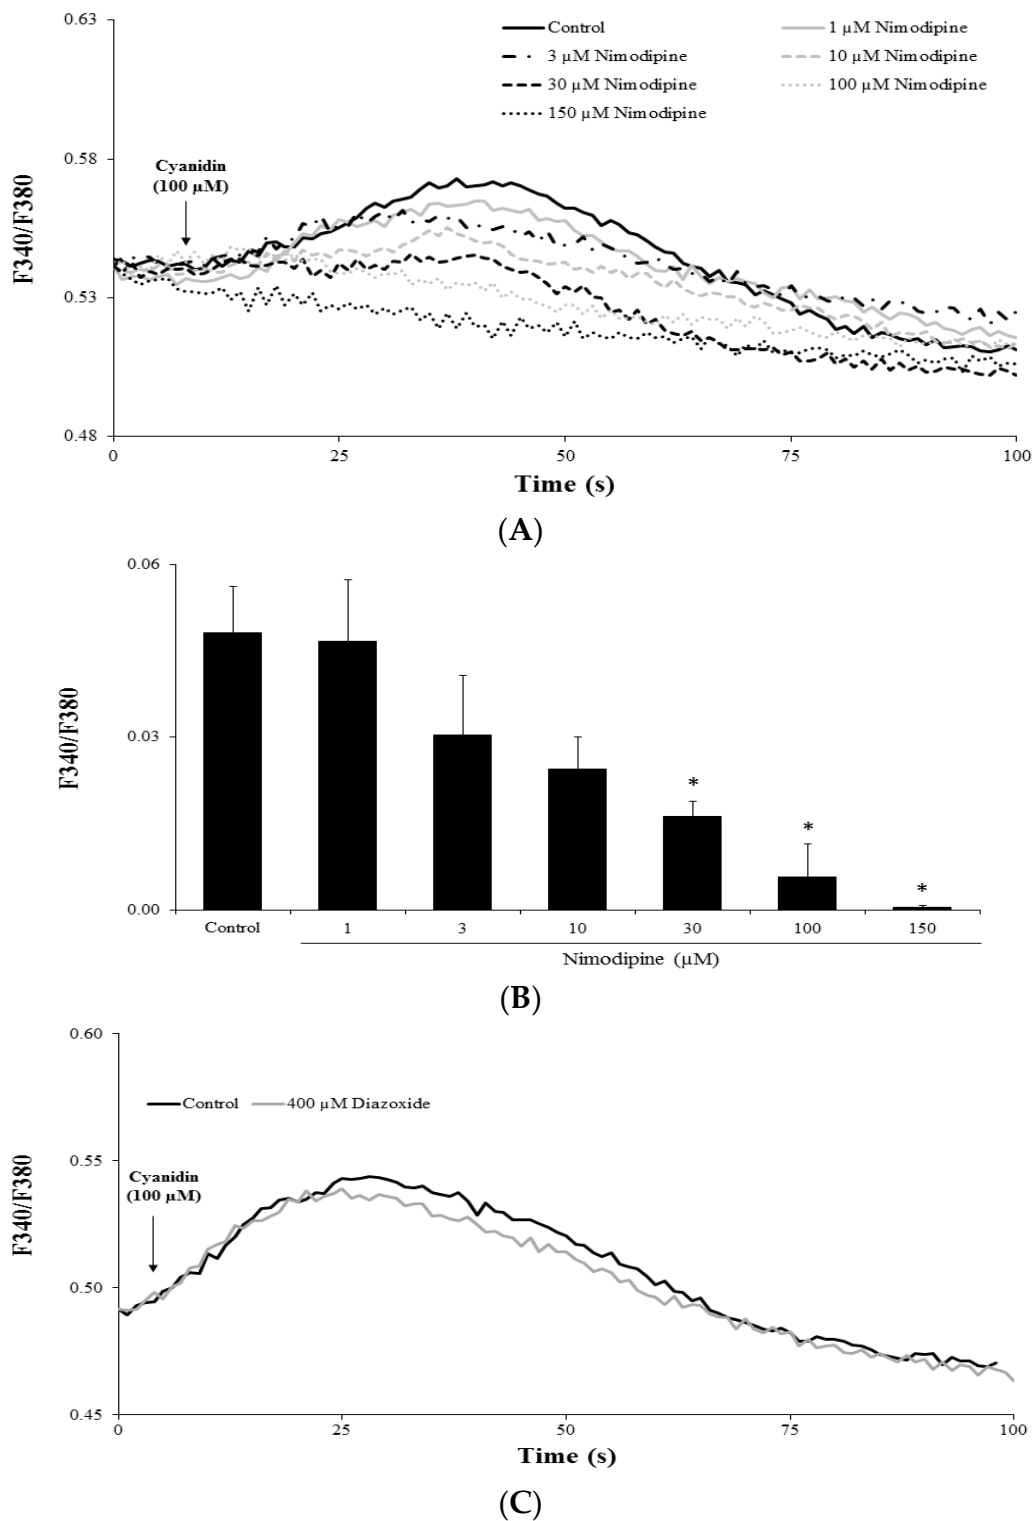 0.63
Control
1 µM Nimodipine
3 µM Nimodipine
10 µM Nimodipine
30 µM Nimodipine
100 µM Nimodipine
150 µM Nimodipine
0.58
Cyanidin
(100 µM)
F340/F380
0.53
0.48
0 25 50 75 100
Time (s)
(A)
0.06
F340/F380
0.03
*
*
*
0.00
Control 1 3 10 30 100 150
Nimodipine (µM)
(B)
0.60
Control
400 µM Diazoxide
0.55
Cyanidin
(100 µM)
F340/F380
0.50
0.45
0 25 50 75 100
Time (s)
(C)